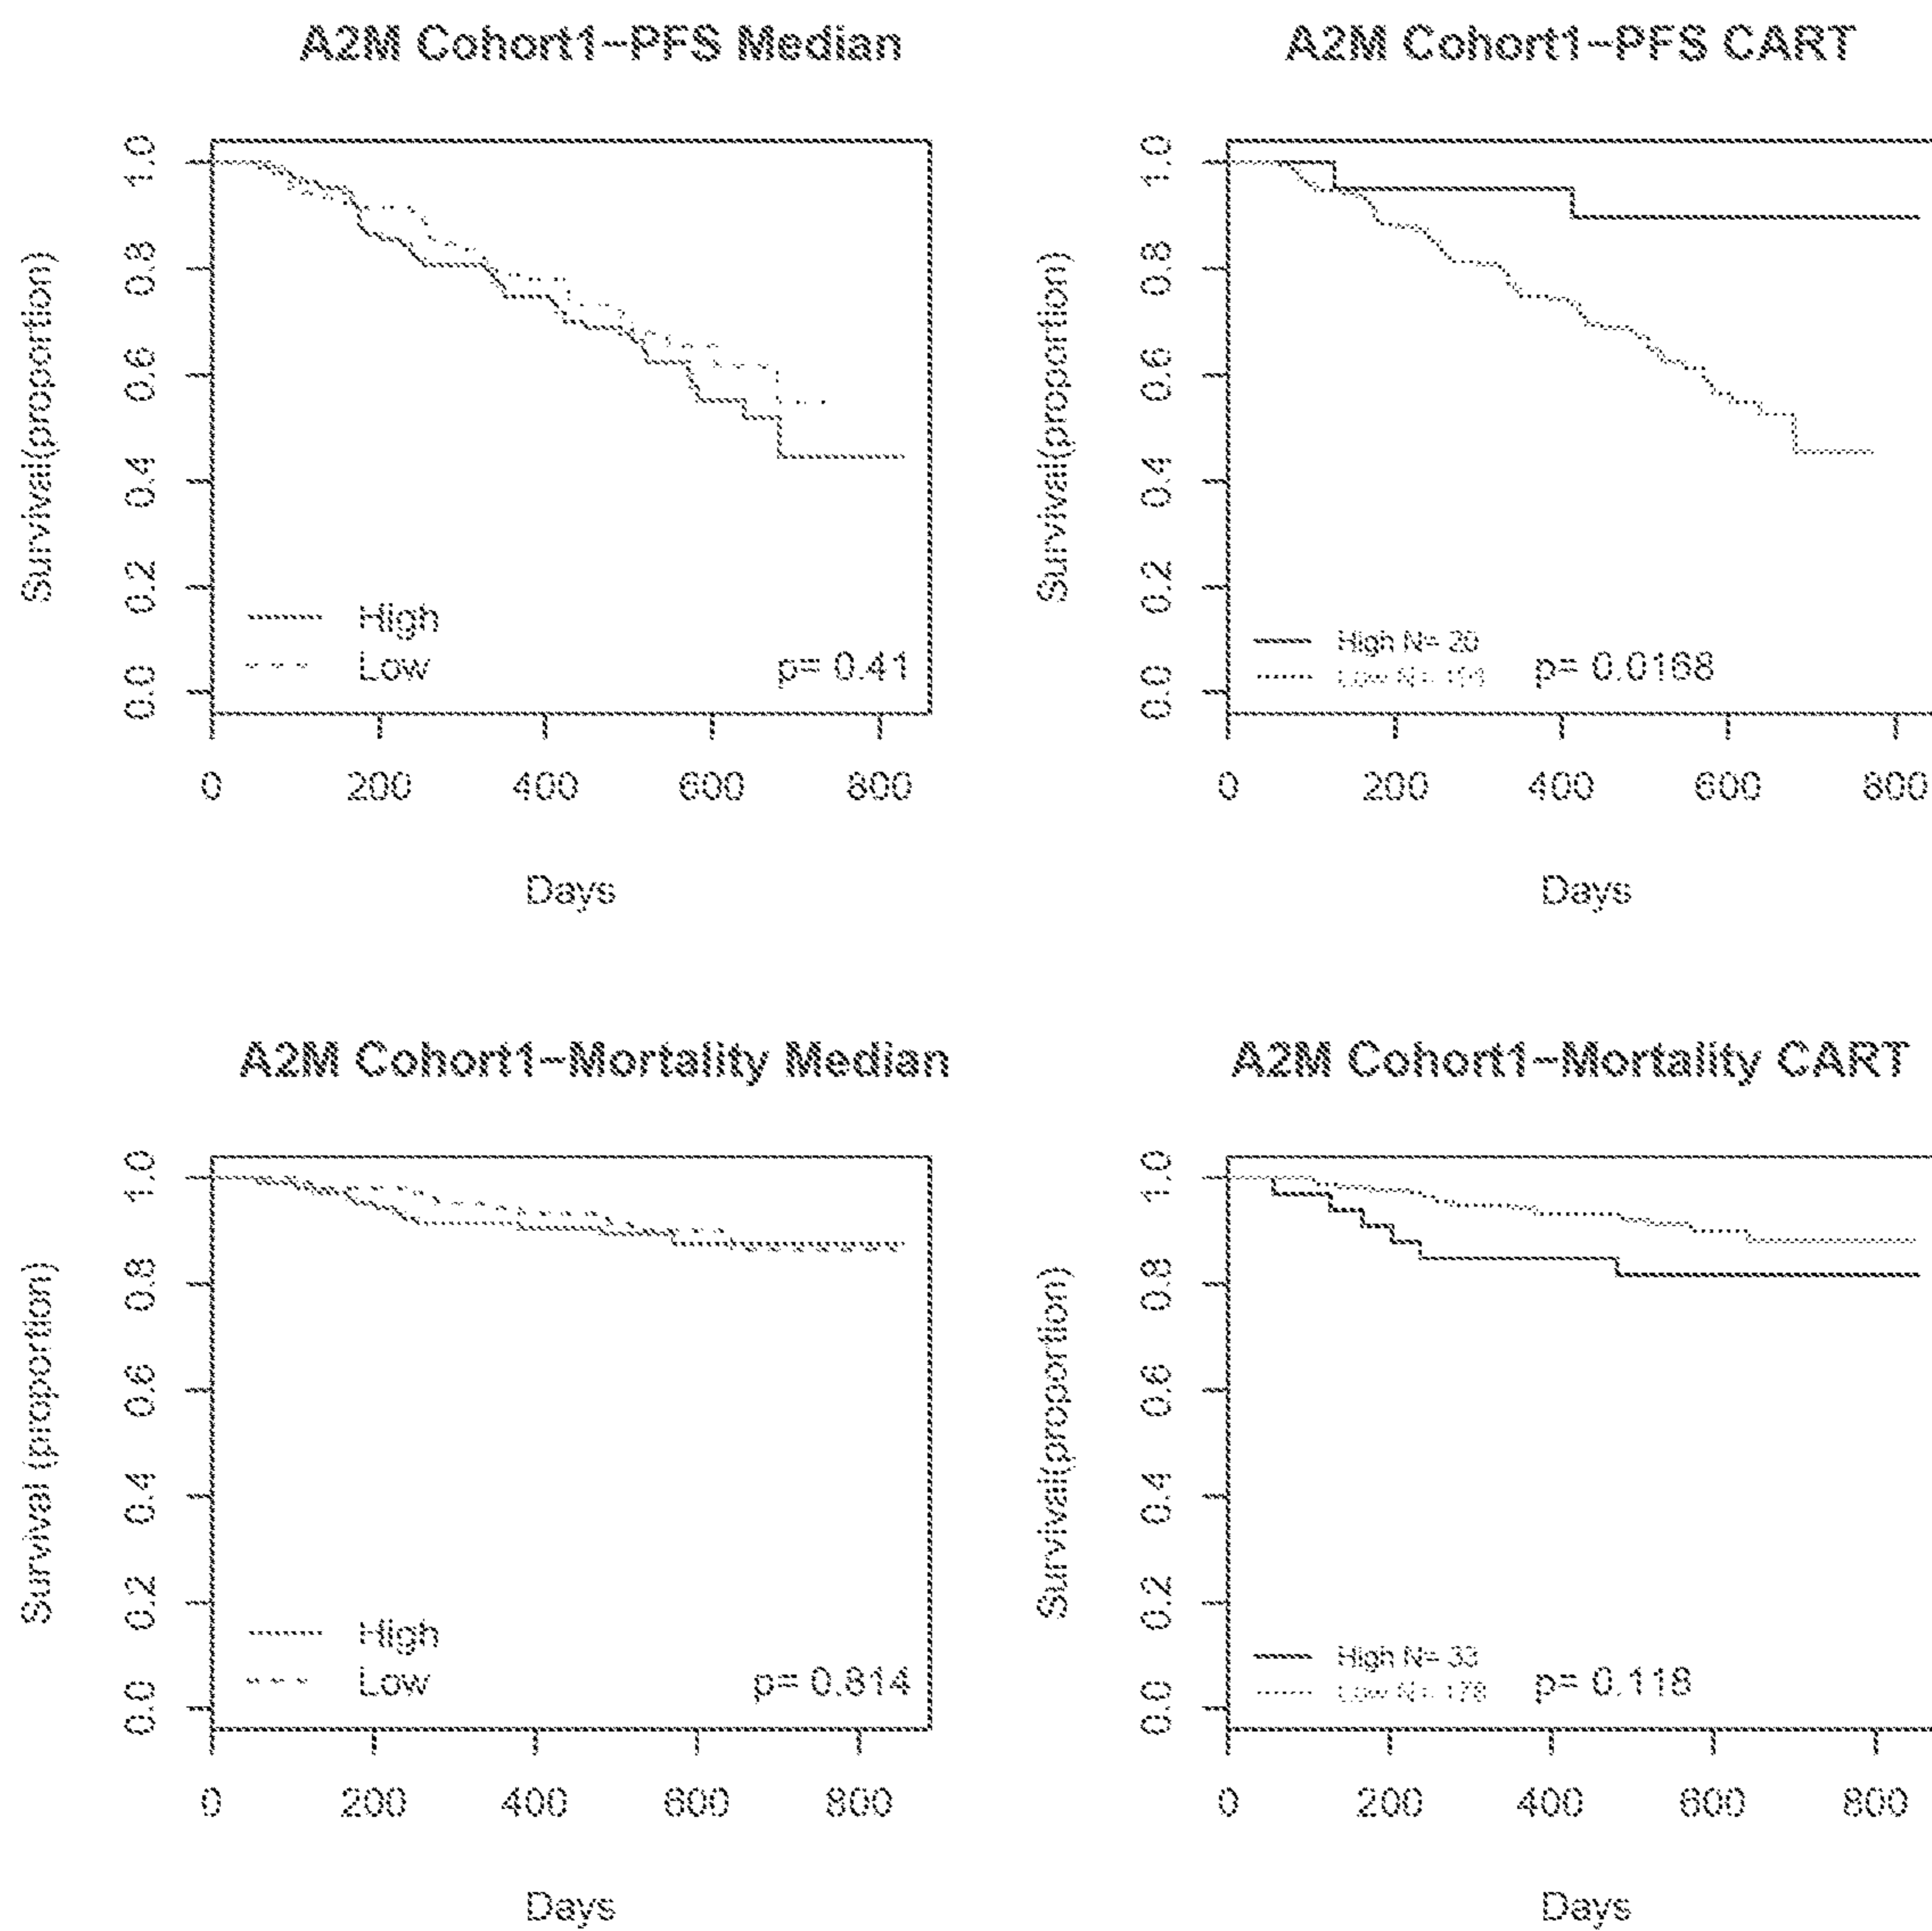 A2M Cohort1-PFS Median
Survival(proportion)
1.0
0.8
0.6
0.4
0.2
0.0
High
Low
p= 0.41
0 200 400 600 800
Days
A2M Cohort1-PFS CART
Survival(proportion)
1.0
0.8
0.6
0.4
0.2
0.0
High N= 20
Low N=
p= 0.0168
0 200 400 600 800
Days
A2M Cohort1-Mortality Median
Survival (proportion)
1.0
0.8
0.6
0.4
0.2
0.0
High
Low
p= 0.814
0 200 400 600 800
Days
A2M Cohort1-Mortality CART
Survival(proportion)
1.0
0.8
0.6
0.4
0.2
0.0
High N= 33
Low N= 178
p= 0.118
0 200 400 600 800
Days